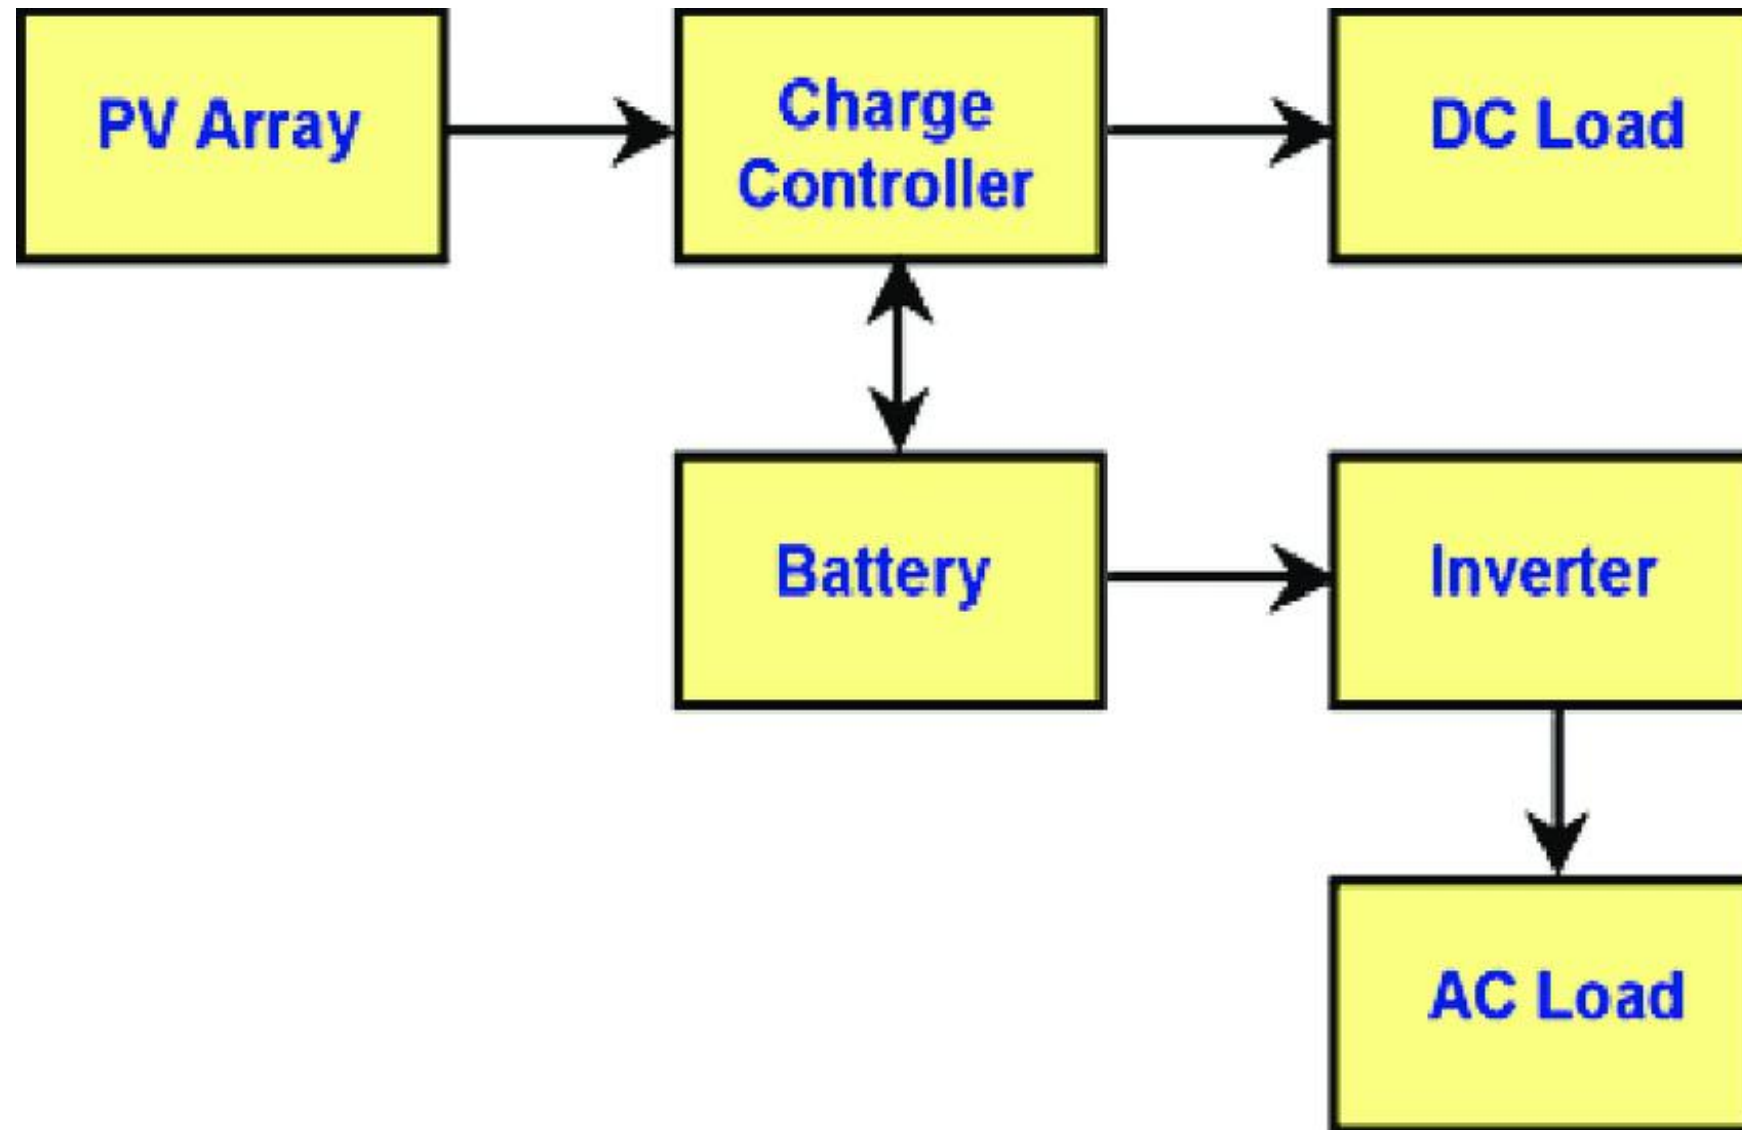 PV Array
Charge
Controller
DC Load
Battery
Inverter
AC Load